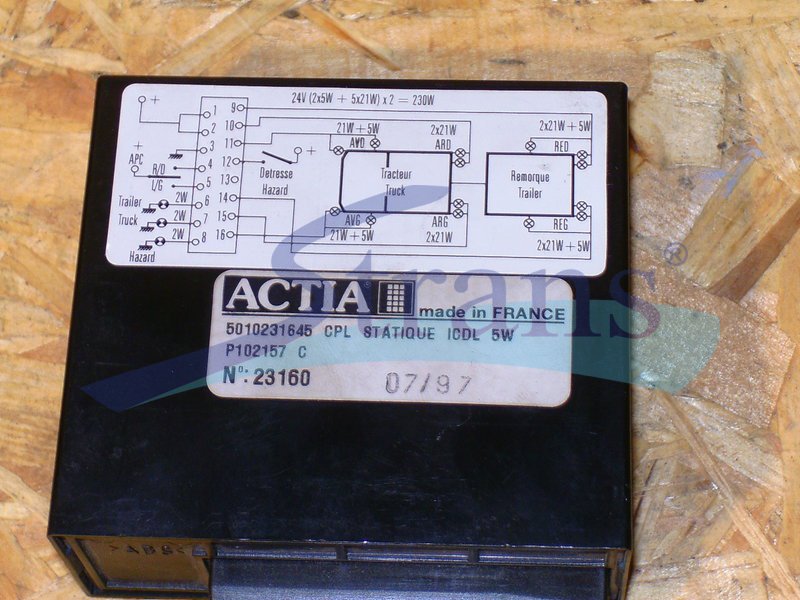 24V (2x5W + 5x21W) x 2 = 230W
+
1
9
2
10
21W+5W
2x21W
2x21W+5W
3
11
AVD
ARD
RED
+
APC
R/D
4
12
+
Detresse
Hazard
L/G
5
13
Tracteur
Truck
Remorque
Trailer
Trailer
2W
6
14
Truck
2W
7
15
AVG
ARG
REG
Hazard
2W
8
16
21W+5W
2x21W
2x21W+5W
Strans®
ACTIA
made in FRANCE
5010231645 CPL STATIQUE ICDL 5W
P102157 C
N°: 23160
07/97
>ABS<